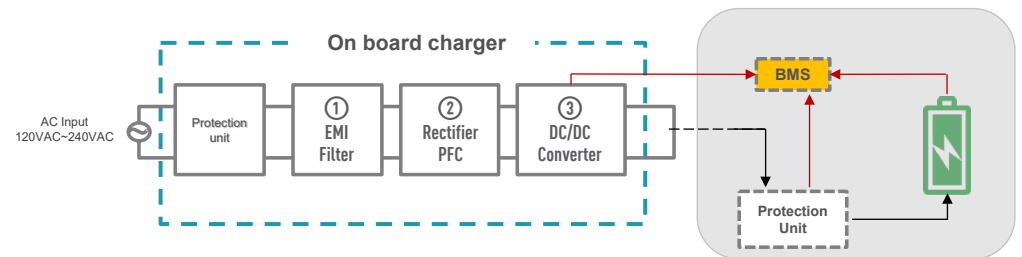 On board charger
AC Input
120VAC~240VAC
Protection
unit
①
EMI
Filter
②
Rectifier
PFC
③
DC/DC
Converter
BMS
Protection
Unit